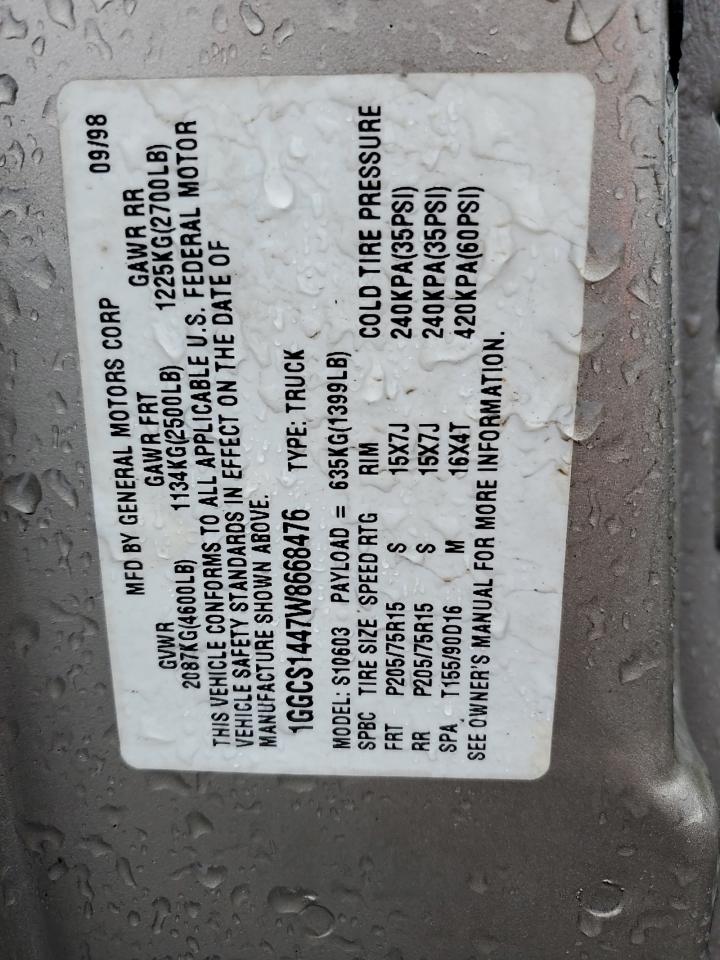 MFD BY GENERAL MOTORS CORP 09/98
GVWR GAWR FRT GAWR RR
2087KG(4600LB) 1134KG(2500LB) 1225KG(2700LB)
THIS VEHICLE CONFORMS TO ALL APPLICABLE U.S. FEDERAL MOTOR
VEHICLE SAFETY STANDARDS IN EFFECT ON THE DATE OF
MANUFACTURE SHOWN ABOVE.
1GGCS1447W8668476 TYPE: TRUCK
MODEL: S10603 PAYLOAD = 635KG(1399LB)
SPBC TIRE SIZE SPEED RTG RIM COLD TIRE PRESSURE
FRT P205/75R15 S 15X7J 240KPA(35PSI)
RR P205/75R15 S 15X7J 240KPA(35PSI)
SPA T155/90D16 M 16X4T 420KPA(60PSI)
SEE OWNER'S MANUAL FOR MORE INFORMATION.